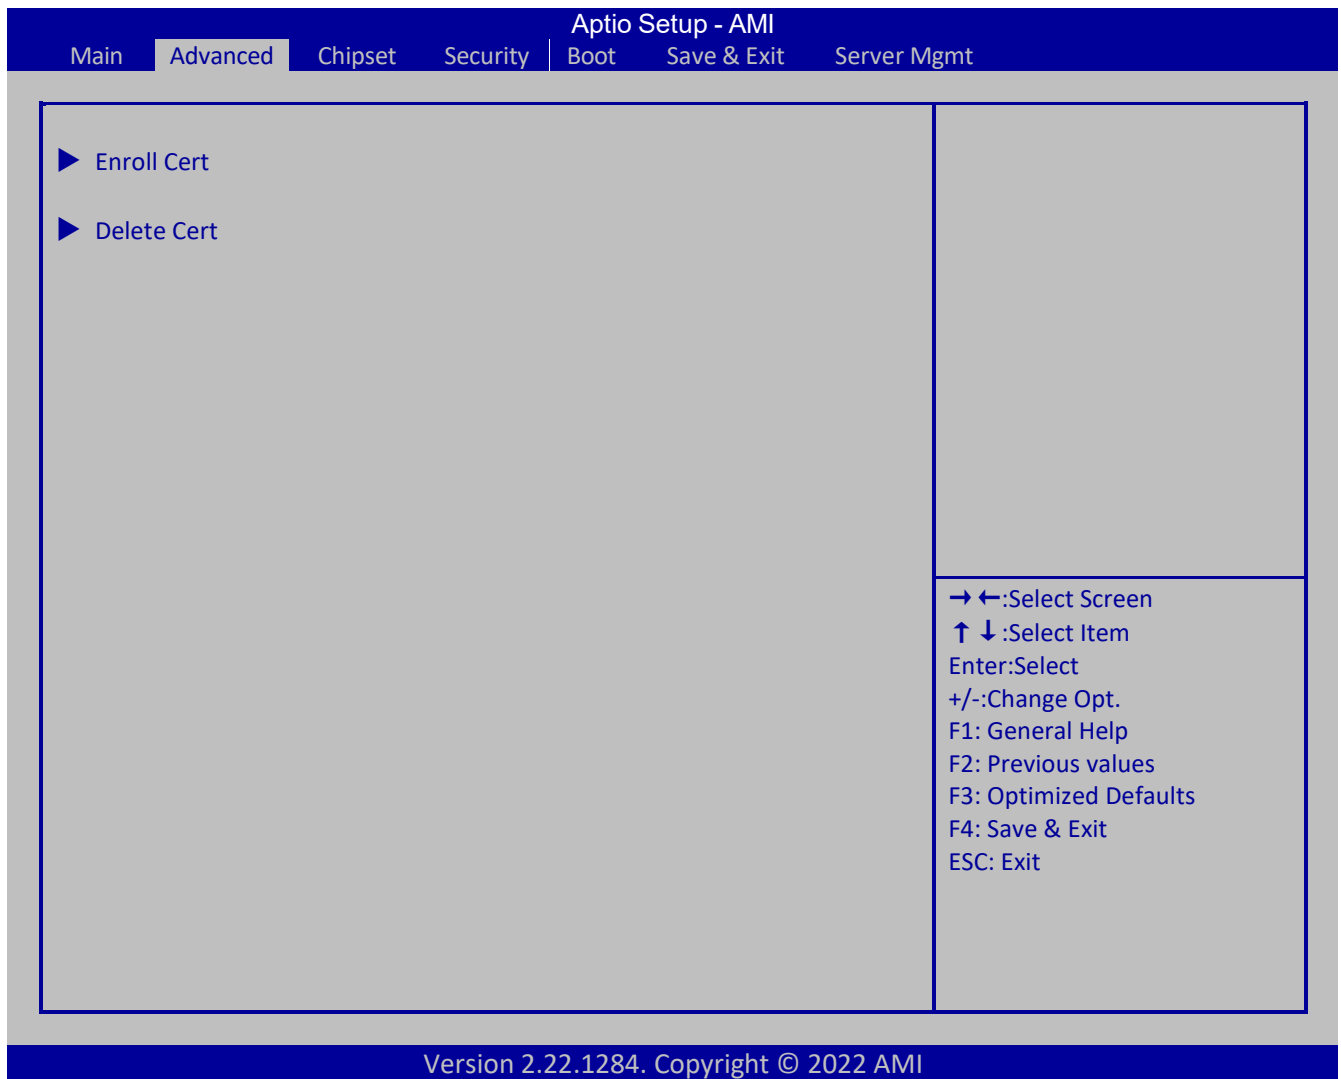 Aptio Setup - AMI
Main Advanced Chipset Security Boot Save & Exit Server Mgmt
▶ Enroll Cert
▶ Delete Cert
→ ←:Select Screen
↑ ↓ :Select Item
Enter:Select
+/-:Change Opt.
F1: General Help
F2: Previous values
F3: Optimized Defaults
F4: Save & Exit
ESC: Exit
Version 2.22.1284. Copyright © 2022 AMI